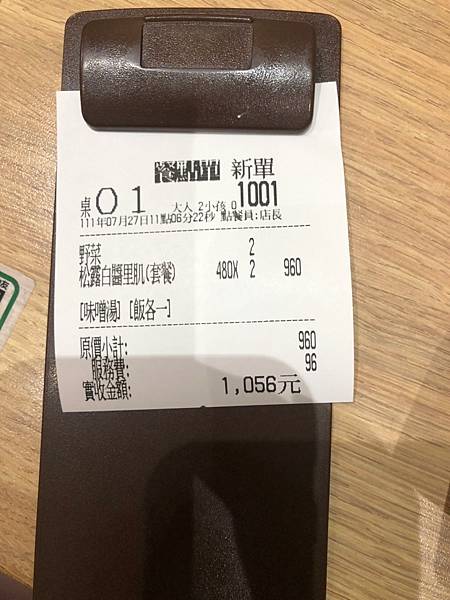 新單
桌01 大人 2小孩 0 1001
111年07月27日11點06分22秒 點餐員:店長
野菜 2
松露白醬里肌(套餐) 480X 2 960
[味噌湯] [飯各一]
原價小計: 960
服務費: 96
實收金額: 1,056元